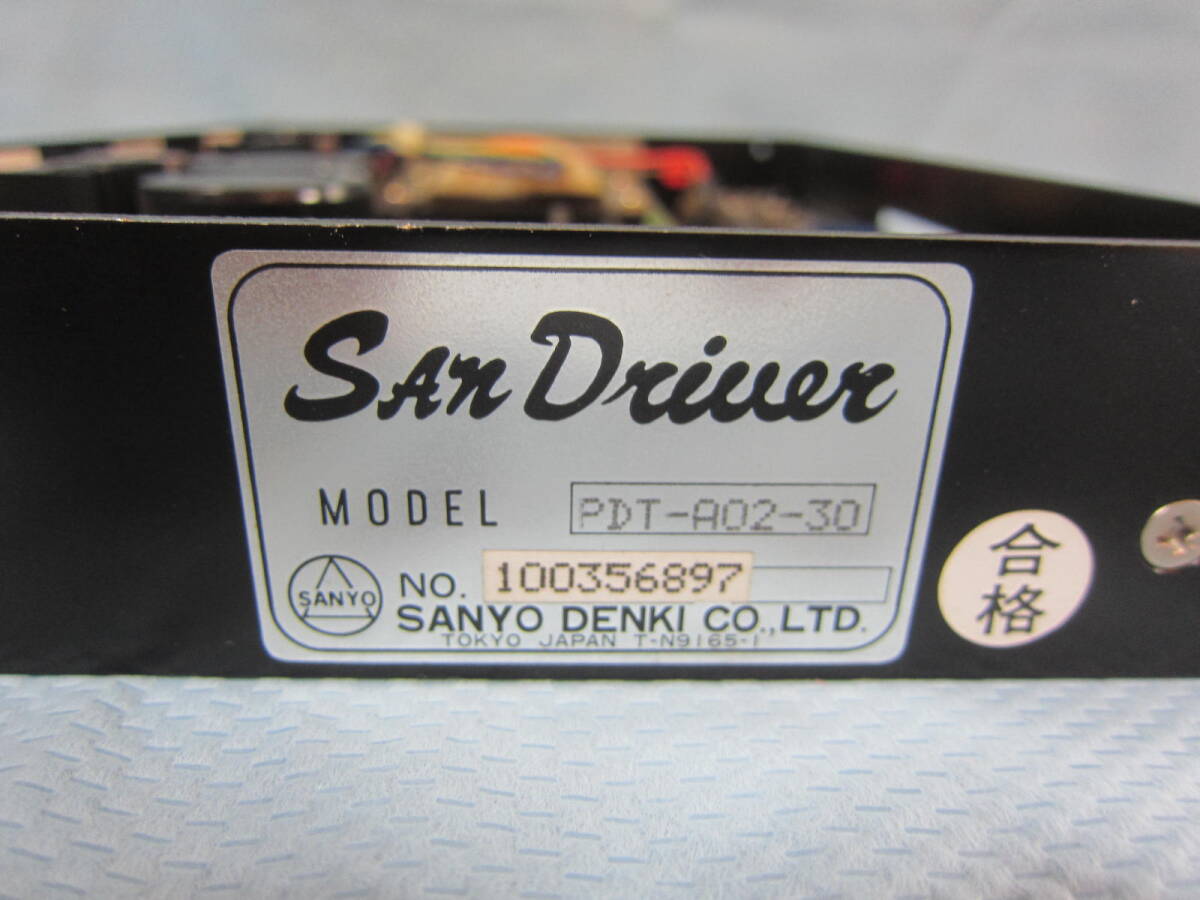 SAN Driver
MODEL PDT-A02-30
SANYO
NO. 100356897
SANYO DENKI CO.,LTD.
TOKYO JAPAN T-N9165-1
合格